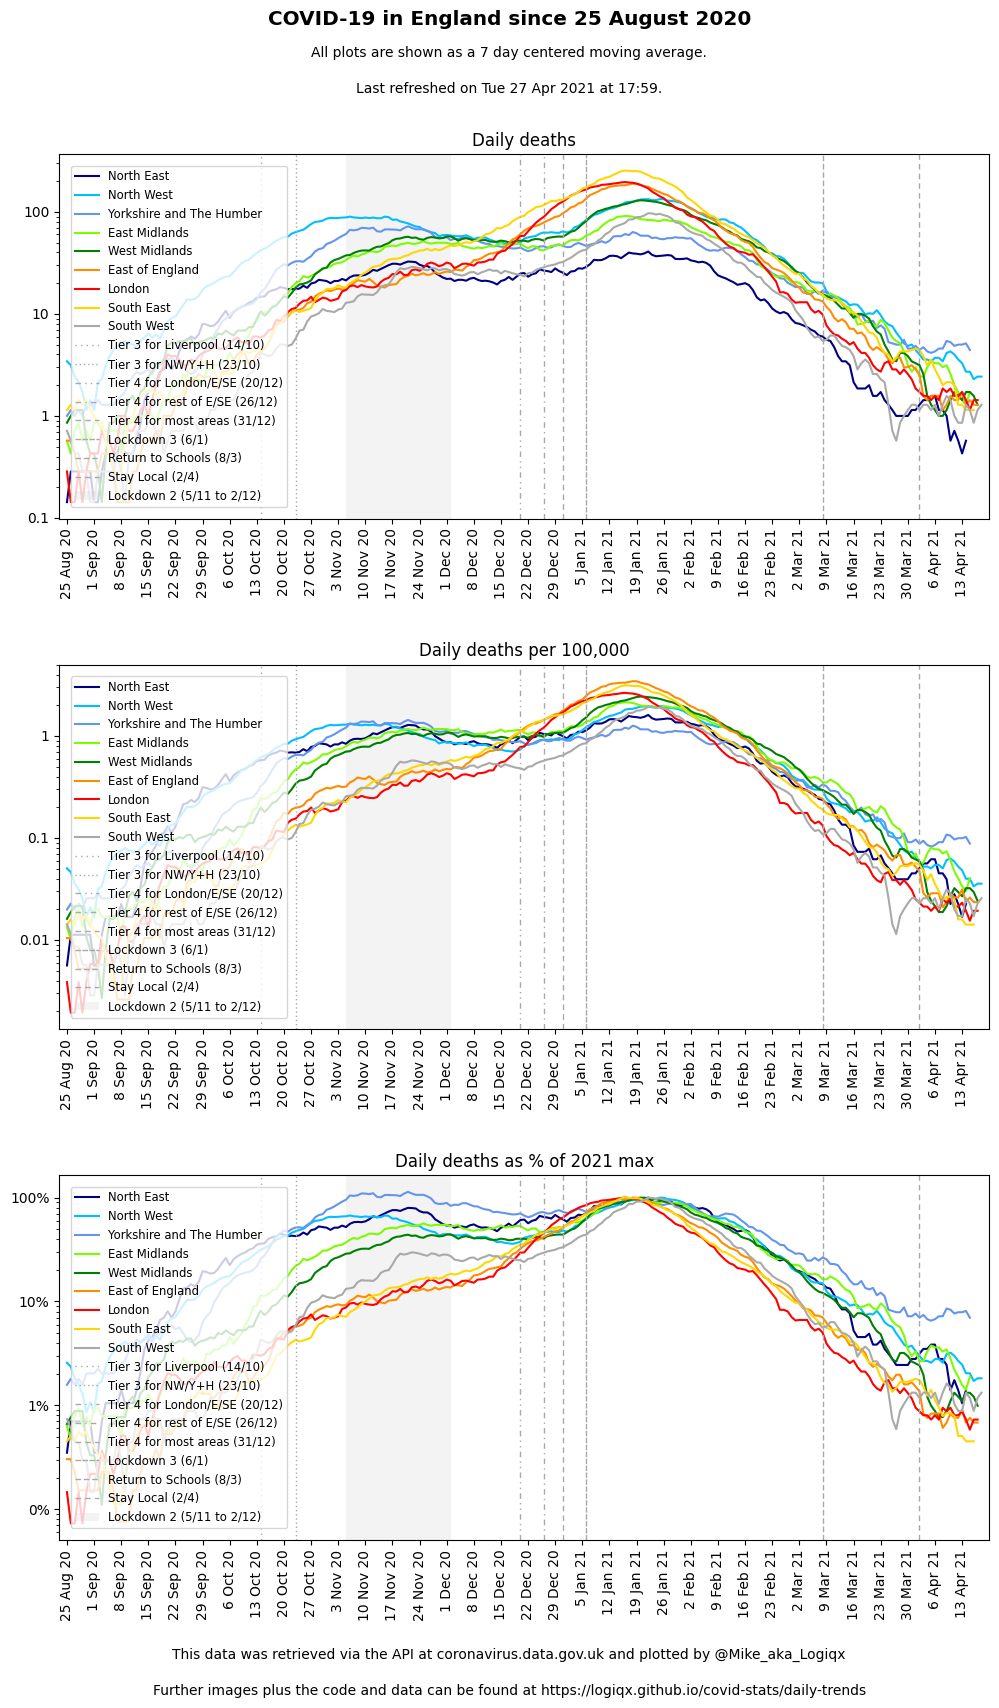 COVID-19 in England since 25 August 2020
All plots are shown as a 7 day centered moving average.
Last refreshed on Tue 27 Apr 2021 at 17:59.
Daily deaths
North East
North West
Yorkshire and The Humber
East Midlands
West Midlands
East of England
London
South East
South West
Tier 3 for Liverpool (14/10)
Tier 3 for NW/Y+H (23/10)
Tier 4 for London/E/SE (20/12)
Tier 4 for rest of E/SE (26/12)
Tier 4 for most areas (31/12)
Lockdown 3 (6/1)
Return to Schools (8/3)
Stay Local (2/4)
Lockdown 2 (5/11 to 2/12)
100
10
1
0.1
25 Aug 20
1 Sep 20
8 Sep 20
15 Sep 20
22 Sep 20
29 Sep 20
6 Oct 20
13 Oct 20
20 Oct 20
27 Oct 20
3 Nov 20
10 Nov 20
17 Nov 20
24 Nov 20
1 Dec 20
8 Dec 20
15 Dec 20
22 Dec 20
29 Dec 20
5 Jan 21
12 Jan 21
19 Jan 21
26 Jan 21
2 Feb 21
9 Feb 21
16 Feb 21
23 Feb 21
2 Mar 21
9 Mar 21
16 Mar 21
23 Mar 21
30 Mar 21
6 Apr 21
13 Apr 21
Daily deaths per 100,000
North East
North West
Yorkshire and The Humber
East Midlands
West Midlands
East of England
London
South East
South West
Tier 3 for Liverpool (14/10)
Tier 3 for NW/Y+H (23/10)
Tier 4 for London/E/SE (20/12)
Tier 4 for rest of E/SE (26/12)
Tier 4 for most areas (31/12)
Lockdown 3 (6/1)
Return to Schools (8/3)
Stay Local (2/4)
Lockdown 2 (5/11 to 2/12)
1
0.1
0.01
25 Aug 20
1 Sep 20
8 Sep 20
15 Sep 20
22 Sep 20
29 Sep 20
6 Oct 20
13 Oct 20
20 Oct 20
27 Oct 20
3 Nov 20
10 Nov 20
17 Nov 20
24 Nov 20
1 Dec 20
8 Dec 20
15 Dec 20
22 Dec 20
29 Dec 20
5 Jan 21
12 Jan 21
19 Jan 21
26 Jan 21
2 Feb 21
9 Feb 21
16 Feb 21
23 Feb 21
2 Mar 21
9 Mar 21
16 Mar 21
23 Mar 21
30 Mar 21
6 Apr 21
13 Apr 21
Daily deaths as % of 2021 max
North East
North West
Yorkshire and The Humber
East Midlands
West Midlands
East of England
London
South East
South West
Tier 3 for Liverpool (14/10)
Tier 3 for NW/Y+H (23/10)
Tier 4 for London/E/SE (20/12)
Tier 4 for rest of E/SE (26/12)
Tier 4 for most areas (31/12)
Lockdown 3 (6/1)
Return to Schools (8/3)
Stay Local (2/4)
Lockdown 2 (5/11 to 2/12)
100%
10%
1%
0%
25 Aug 20
1 Sep 20
8 Sep 20
15 Sep 20
22 Sep 20
29 Sep 20
6 Oct 20
13 Oct 20
20 Oct 20
27 Oct 20
3 Nov 20
10 Nov 20
17 Nov 20
24 Nov 20
1 Dec 20
8 Dec 20
15 Dec 20
22 Dec 20
29 Dec 20
5 Jan 21
12 Jan 21
19 Jan 21
26 Jan 21
2 Feb 21
9 Feb 21
16 Feb 21
23 Feb 21
2 Mar 21
9 Mar 21
16 Mar 21
23 Mar 21
30 Mar 21
6 Apr 21
13 Apr 21
This data was retrieved via the API at coronavirus.data.gov.uk and plotted by @Mike_aka_Logiqx
Further images plus the code and data can be found at https://logiqx.github.io/covid-stats/daily-trends